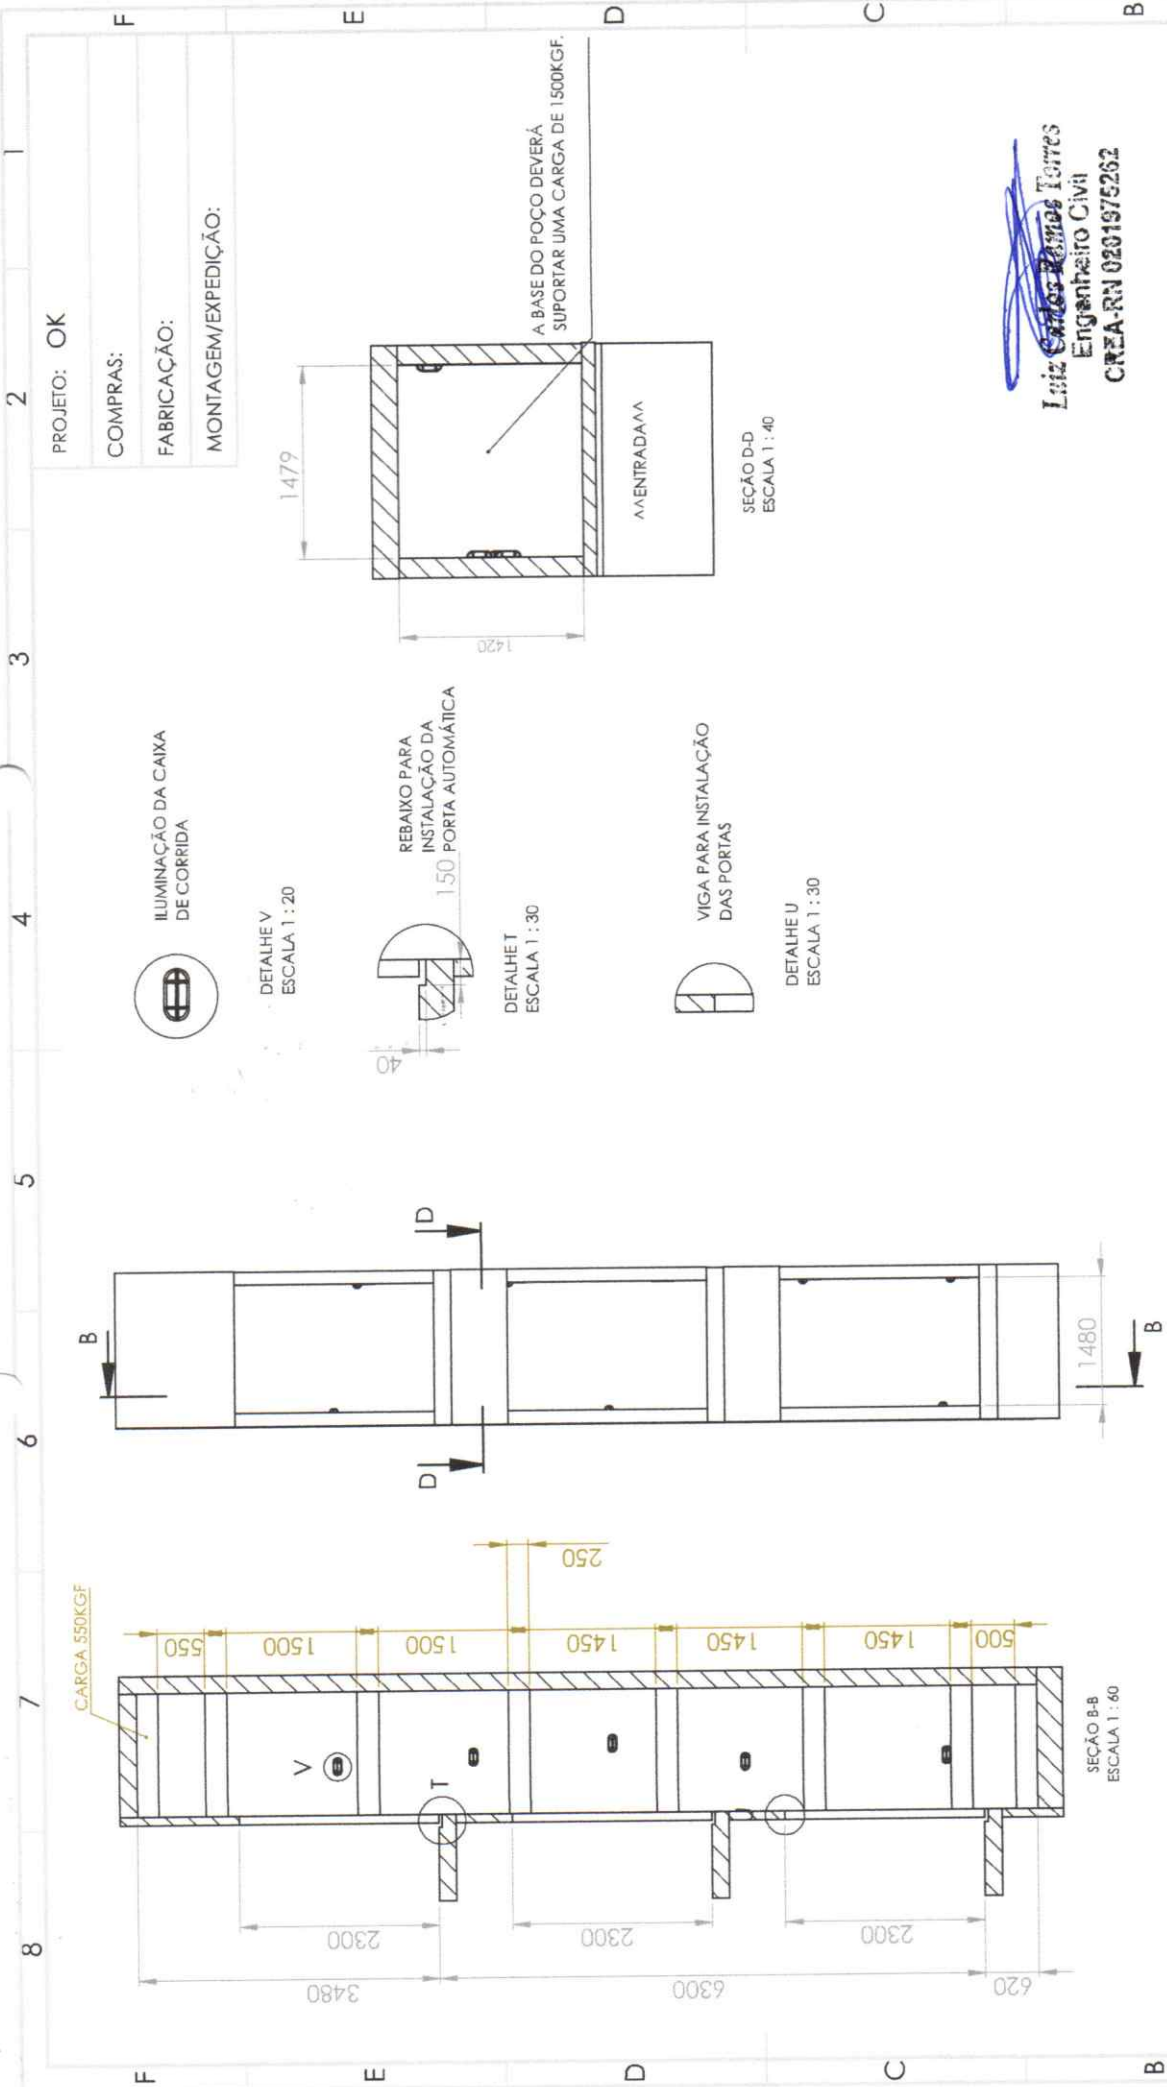 8
7
6
5
4
3
2
1
F
E
D
C
B
F
E
D
C
B
PROJETO: OK
COMPRAS:
FABRICAÇÃO:
MONTAGEM/EXPEDIÇÃO:
CARGA 550KGF
550
1500
1500
1450
1450
1450
500
250
V
T
2300
2300
2300
3480
6300
620
SEÇÃO B-B
ESCALA 1 : 60
B
B
D
D
1480
ILUMINAÇÃO DA CAIXA
DE CORRIDA
DETALHE V
ESCALA 1 : 20
REBAIXO PARA
INSTALAÇÃO DA
PORTA AUTOMÁTICA
150
40
DETALHE T
ESCALA 1 : 30
VIGA PARA INSTALAÇÃO
DAS PORTAS
DETALHE U
ESCALA 1 : 30
1479
1420
A BASE DO POÇO DEVERÁ
SUPORTAR UMA CARGA DE 1500KGF.
^^ENTRADA^^
SEÇÃO D-D
ESCALA 1 : 40
Luiz Carlos Ramos Torres
Engenheiro Civil
CREA-RN 0201975262